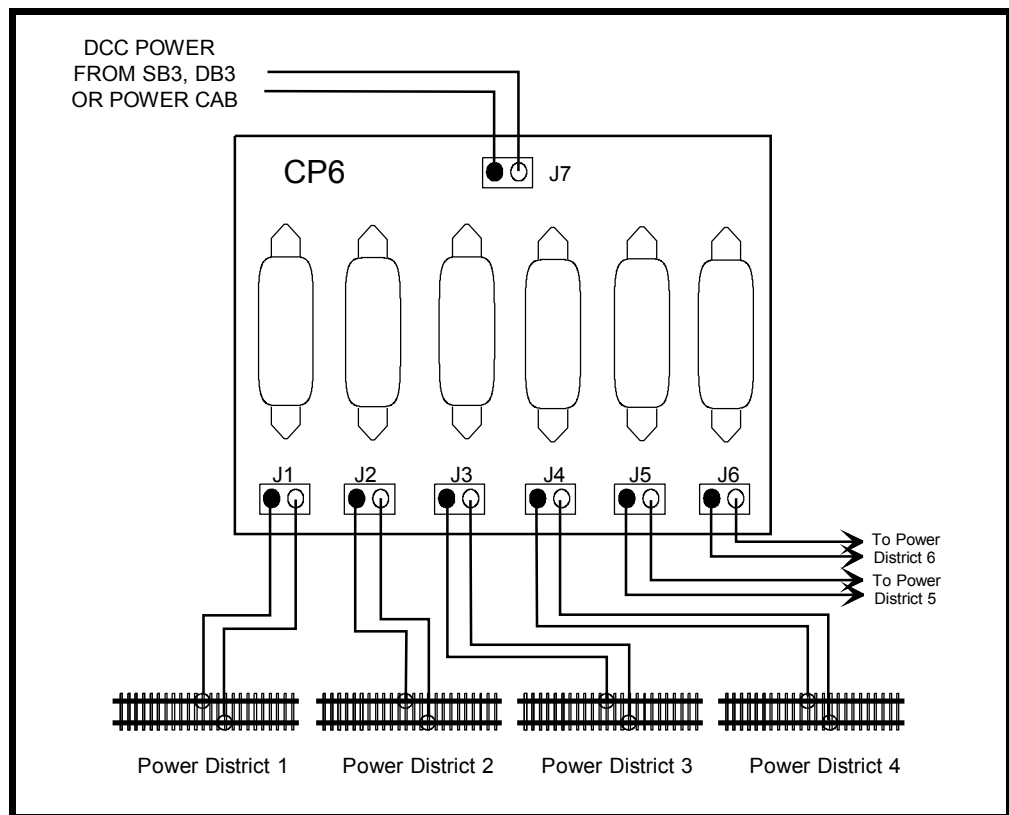 DCC POWER
FROM SB3, DB3
OR POWER CAB
CP6
J7
J1
J2
J3
J4
J5
J6
To Power
District 6
To Power
District 5
Power District 1
Power District 2
Power District 3
Power District 4